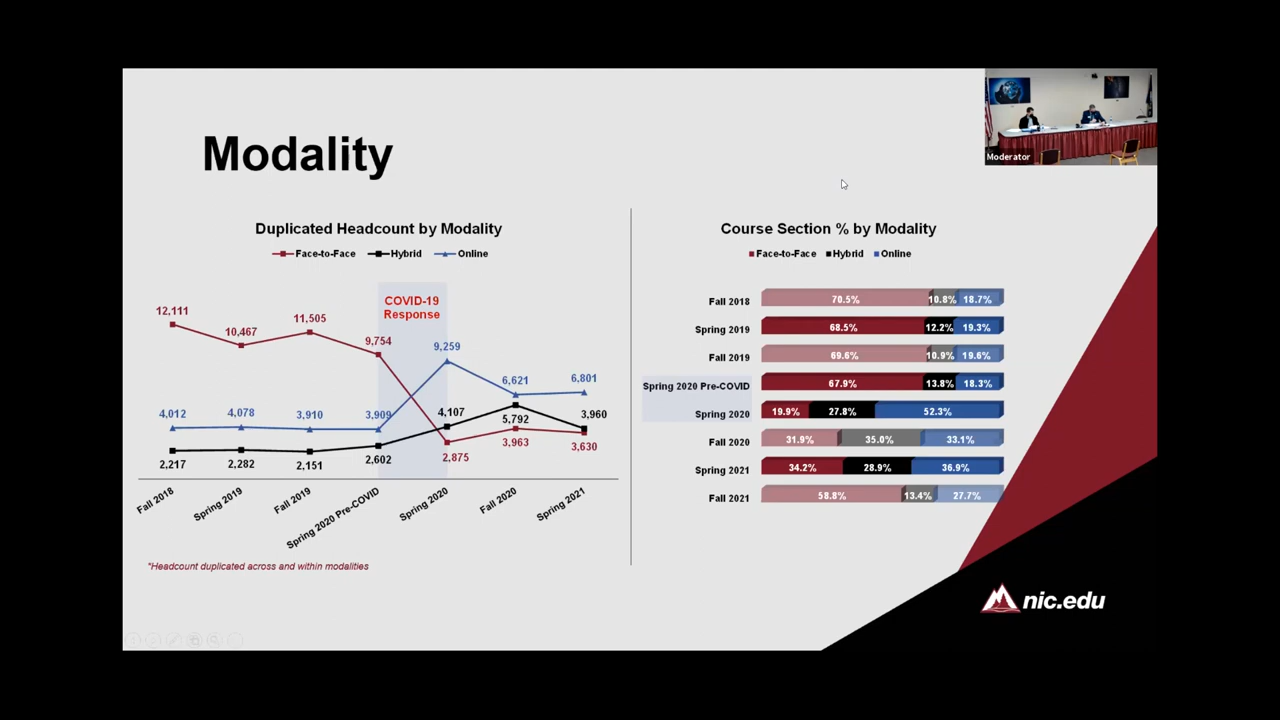 Modality
Moderator
Duplicated Headcount by Modality
Face-to-Face Hybrid Online
COVID-19
Response
12,111
10,467
11,505
9,754
9,259
6,621
6,801
4,012
4,078
3,910
3,909
4,107
5,792
3,960
2,217
2,282
2,151
2,602
2,875
3,963
3,630
Fall 2018
Spring 2019
Fall 2019
Spring 2020 Pre-COVID
Spring 2020
Fall 2020
Spring 2021
*Headcount duplicated across and within modalities
Course Section % by Modality
Face-to-Face Hybrid Online
Fall 2018 70.5% 10.8% 18.7%
Spring 2019 68.5% 12.2% 19.3%
Fall 2019 69.6% 10.9% 19.6%
Spring 2020 Pre-COVID 67.9% 13.8% 18.3%
Spring 2020 19.9% 27.8% 52.3%
Fall 2020 31.9% 35.0% 33.1%
Spring 2021 34.2% 28.9% 36.9%
Fall 2021 58.8% 13.4% 27.7%
nic.edu